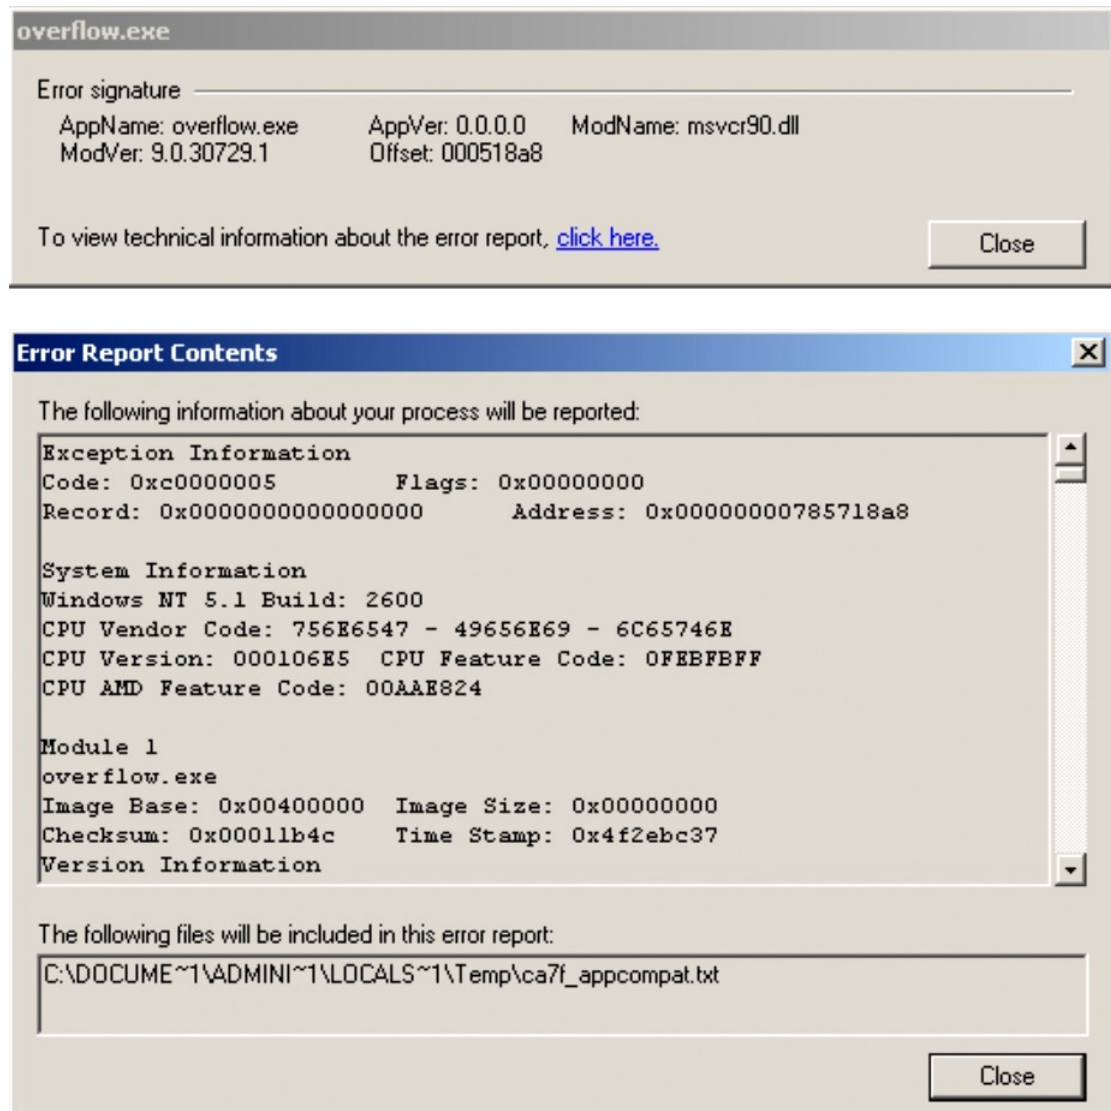 overflow.exe
Error signature
AppName: overflow.exe AppVer: 0.0.0.0 ModName: msvcr90.dll
ModVer: 9.0.30729.1 Offset: 000518a8
To view technical information about the error report, click here.
Close
Error Report Contents
The following information about your process will be reported:
Exception Information
Code: 0xc0000005 Flags: 0x00000000
Record: 0x0000000000000000 Address: 0x00000000785718a8
System Information
Windows NT 5.1 Build: 2600
CPU Vendor Code: 756E6547 - 49656E69 - 6C65746E
CPU Version: 000106E5 CPU Feature Code: 0FEBFBFF
CPU AMD Feature Code: 00AAE824
Module 1
overflow.exe
Image Base: 0x00400000 Image Size: 0x00000000
Checksum: 0x00011b4c Time Stamp: 0x4f2ebc37
Version Information
The following files will be included in this error report:
C:\DOCUME~1\ADMINI~1\LOCALS~1\Temp\ca7f_appcompat.txt
Close